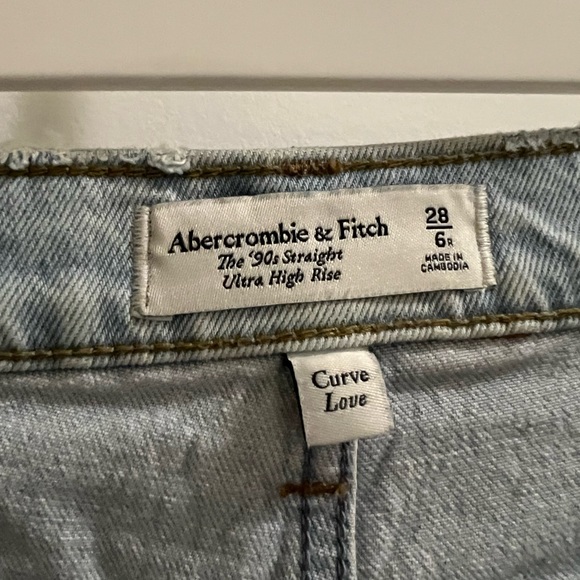 Abercrombie & Fitch
The '90s Straight
Ultra High Rise
28
6R
MADE IN
CAMBODIA
Curve
Love